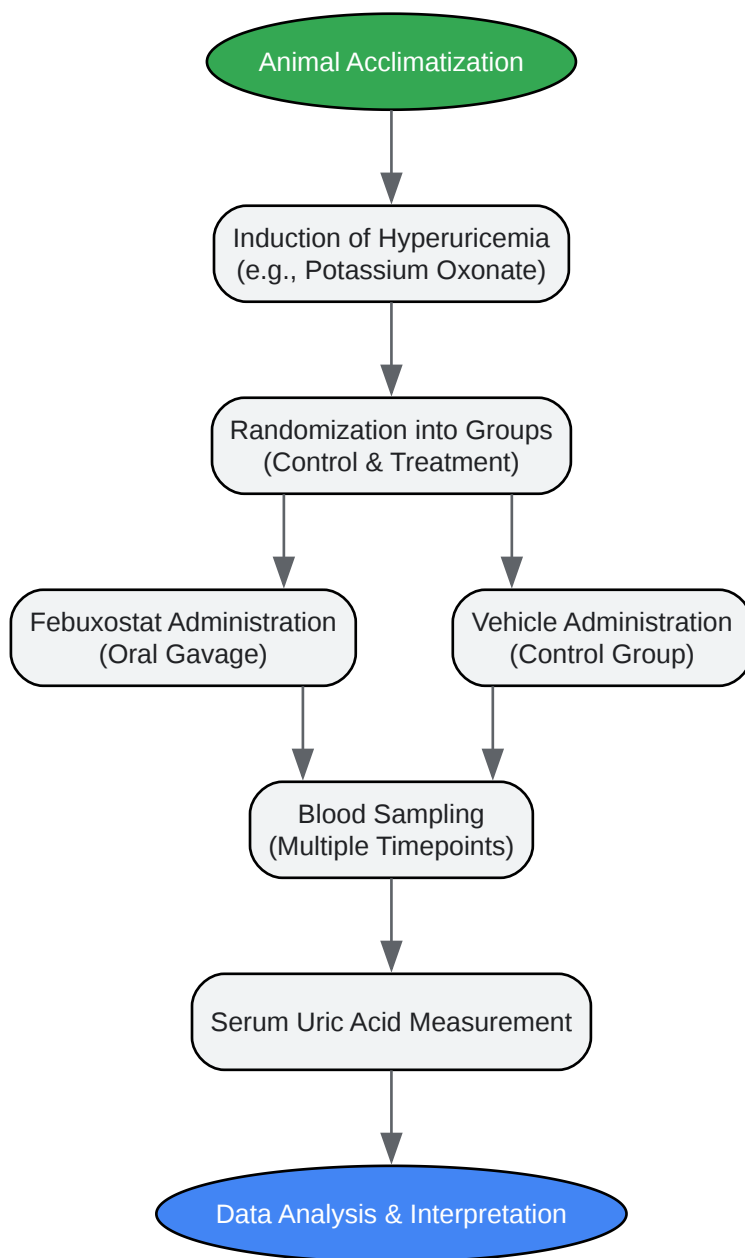 Animal Acclimatization
Induction of Hyperuricemia
(e.g., Potassium Oxonate)
Randomization into Groups
(Control & Treatment)
Febuxostat Administration
(Oral Gavage)
Vehicle Administration
(Control Group)
Blood Sampling
(Multiple Timepoints)
Serum Uric Acid Measurement
Data Analysis & Interpretation